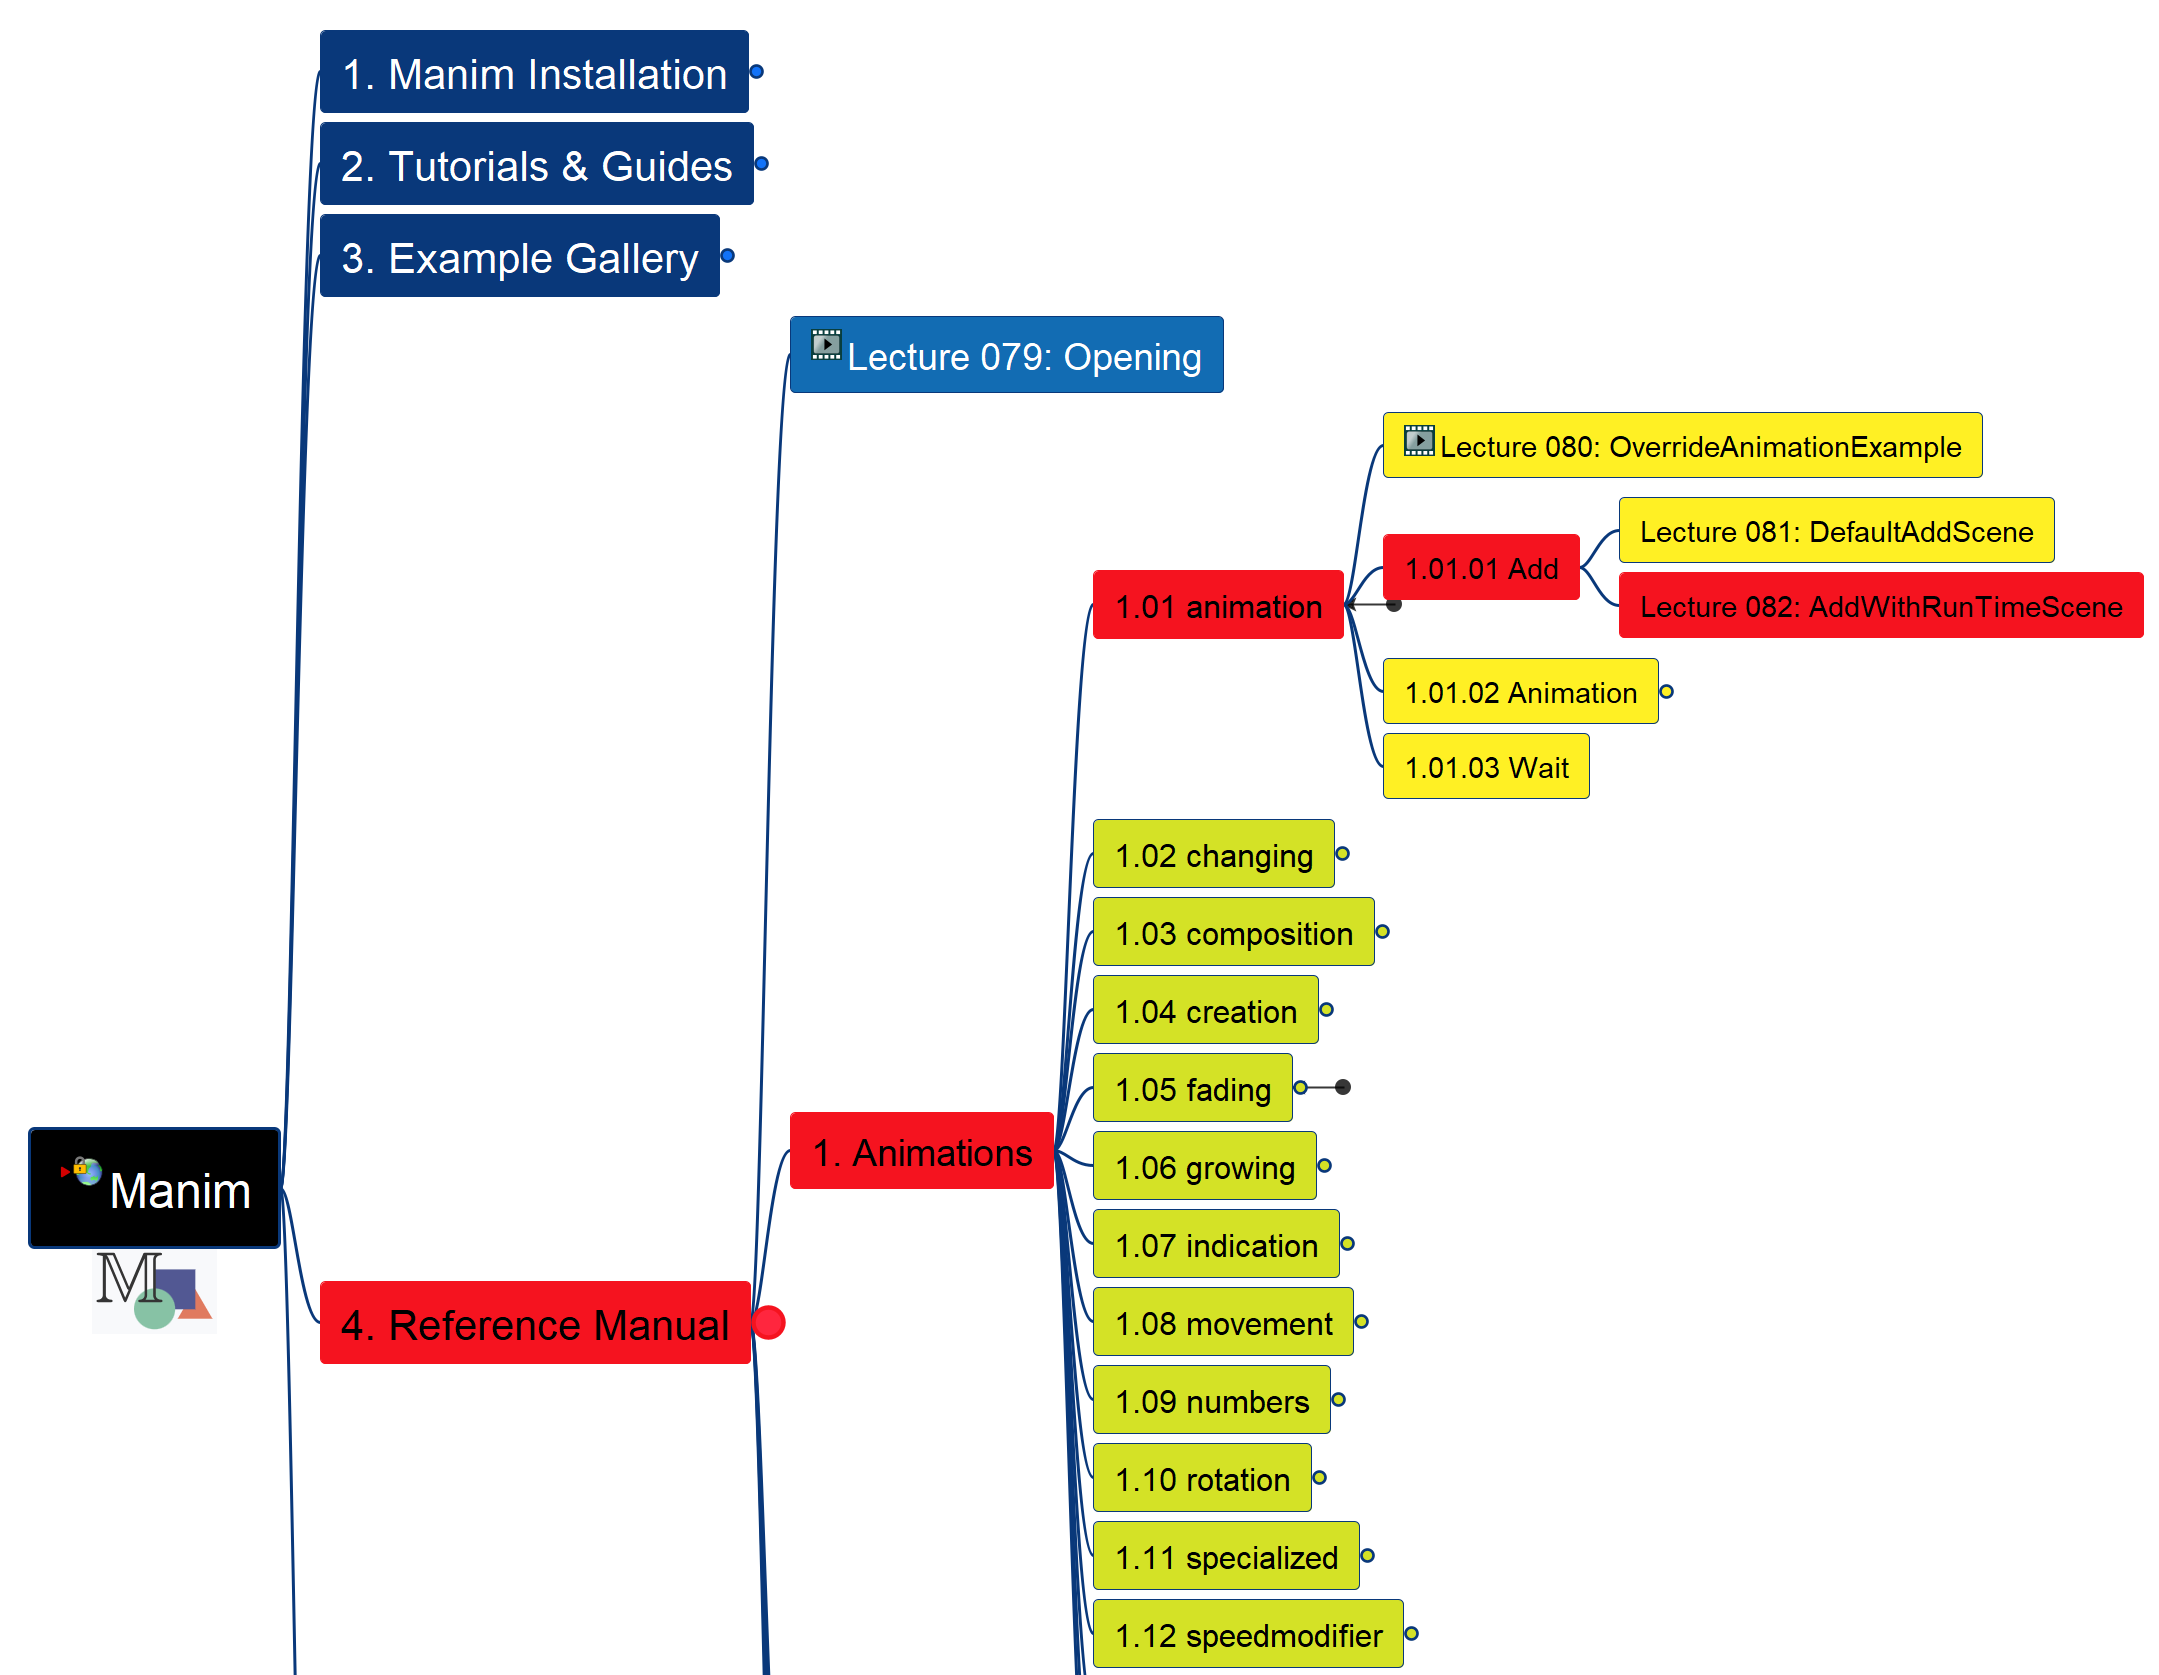 1. Manim Installation
2. Tutorials & Guides
3. Example Gallery
Lecture 079: Opening
Lecture 080: OverrideAnimationExample
Lecture 081: DefaultAddScene
1.01.01 Add
1.01 animation
Lecture 082: AddWithRunTimeScene
1.01.02 Animation
1.01.03 Wait
1.02 changing
1.03 composition
1.04 creation
1.05 fading
1. Animations
1.06 growing
Manim
M
1.07 indication
4. Reference Manual
1.08 movement
1.09 numbers
1.10 rotation
1.11 specialized
1.12 speedmodifier